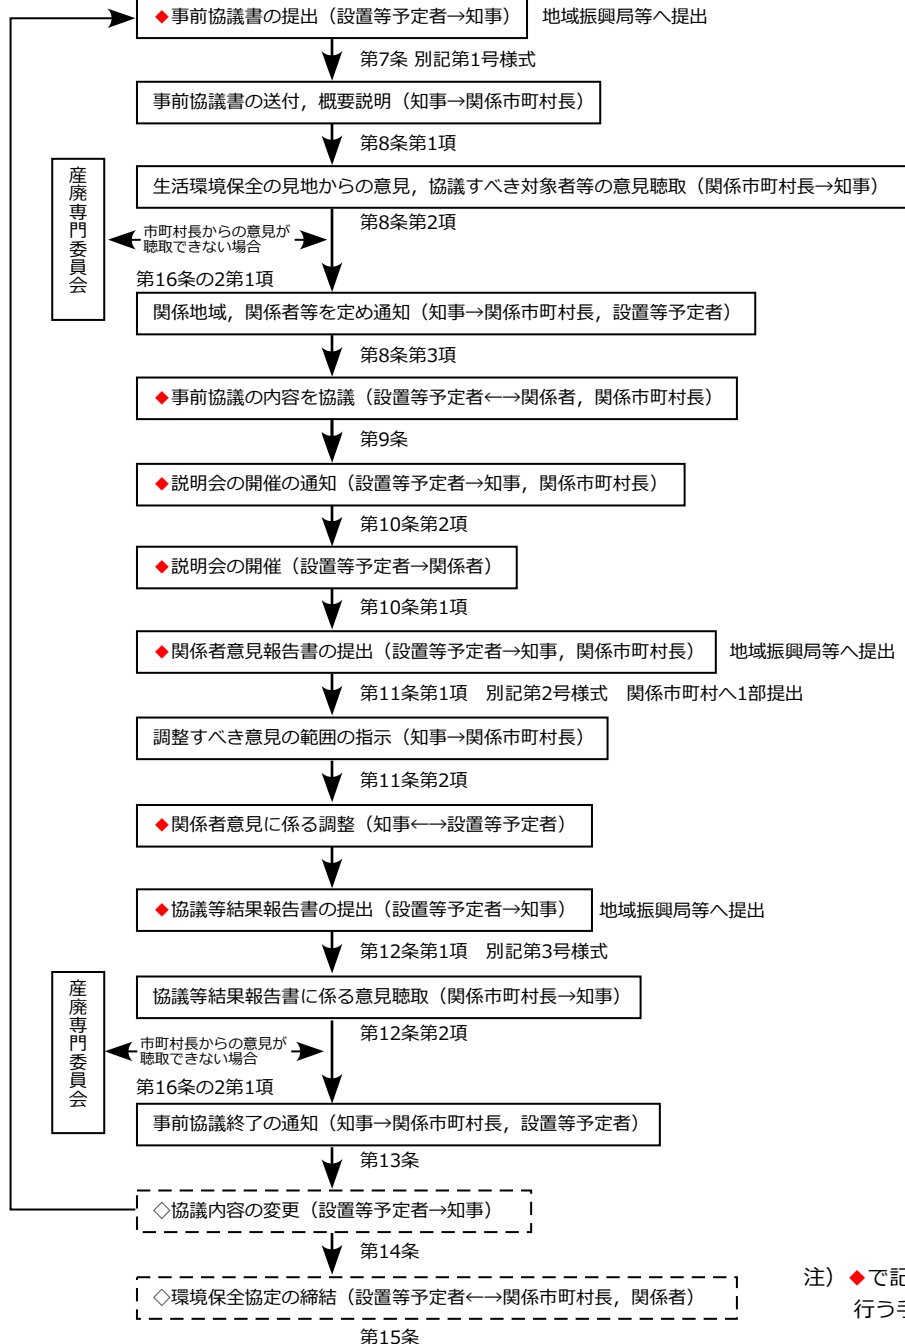 ◆事前協議書の提出（設置等予定者→知事） 地域振興局等へ提出
第7条 別記第1号様式
事前協議書の送付，概要説明（知事→関係市町村長）
第8条第1項
生活環境保全の見地からの意見，協議すべき対象者等の意見聴取（関係市町村長→知事）
第8条第2項
産廃専門委員会
市町村長からの意見が
聴取できない場合
第16条の2第1項
関係地域，関係者等を定め通知（知事→関係市町村長，設置等予定者）
第8条第3項
◆事前協議の内容を協議（設置等予定者←→関係者，関係市町村長）
第9条
◆説明会の開催の通知（設置等予定者→知事，関係市町村長）
第10条第2項
◆説明会の開催（設置等予定者→関係者）
第10条第1項
◆関係者意見報告書の提出（設置等予定者→知事，関係市町村長） 地域振興局等へ提出
第11条第1項　別記第2号様式　関係市町村へ1部提出
調整すべき意見の範囲の指示（知事→関係市町村長）
第11条第2項
◆関係者意見に係る調整（知事←→設置等予定者）
◆協議等結果報告書の提出（設置等予定者→知事） 地域振興局等へ提出
第12条第1項　別記第3号様式
協議等結果報告書に係る意見聴取（関係市町村長→知事）
第12条第2項
産廃専門委員会
市町村長からの意見が
聴取できない場合
第16条の2第1項
事前協議終了の通知（知事→関係市町村長，設置等予定者）
第13条
◇協議内容の変更（設置等予定者→知事）
第14条
◇環境保全協定の締結（設置等予定者←→関係市町村長，関係者）
第15条
注）◆で記
行う手